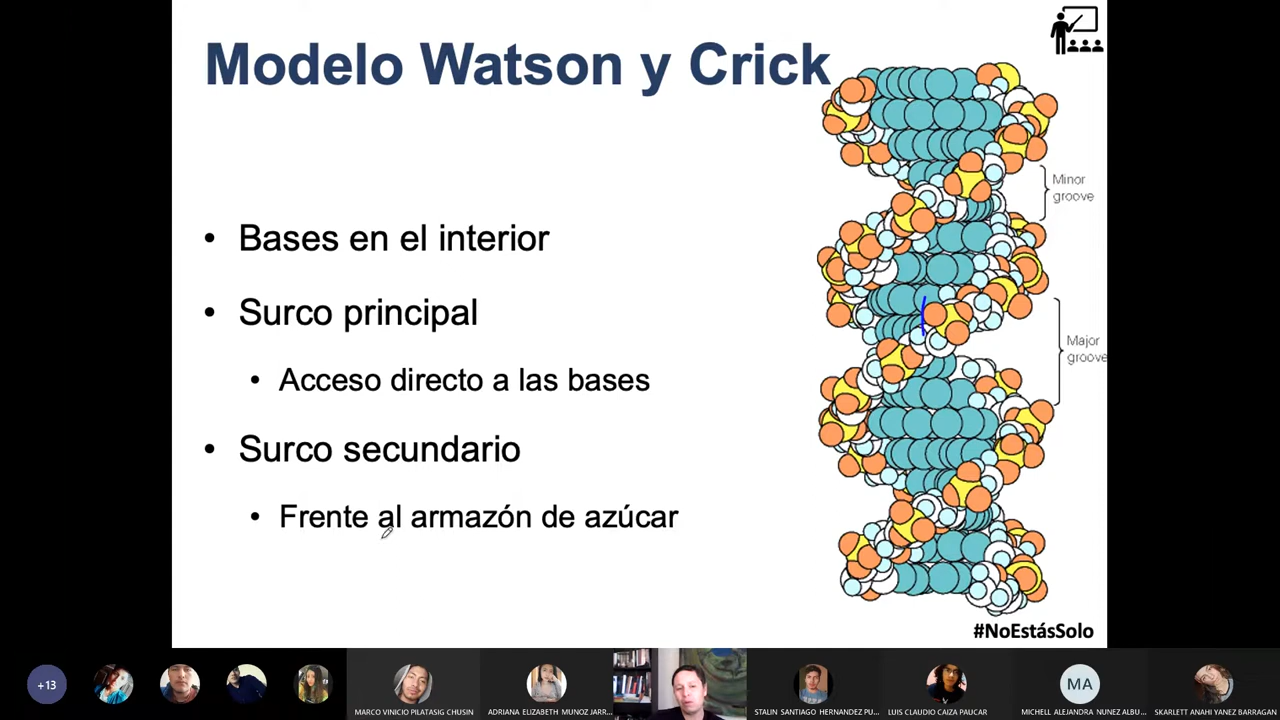 Modelo Watson y Crick
Minor
groove
• Bases en el interior
• Surco principal
Major
groove
• Acceso directo a las bases
• Surco secundario
• Frente al armazón de azúcar
#NoEstásSolo
+13
MARCO VINICIO PILATASIG CHUSIN
ADRIANA ELIZABETH MUNOZ JARR...
STALIN SANTIAGO HERNANDEZ PU...
LUIS CLAUDIO CAIZA PAUCAR
MA
MICHELL ALEJANDRA NUNEZ ALBU...
SKARLETT ANAHI YANEZ BARRAGAN